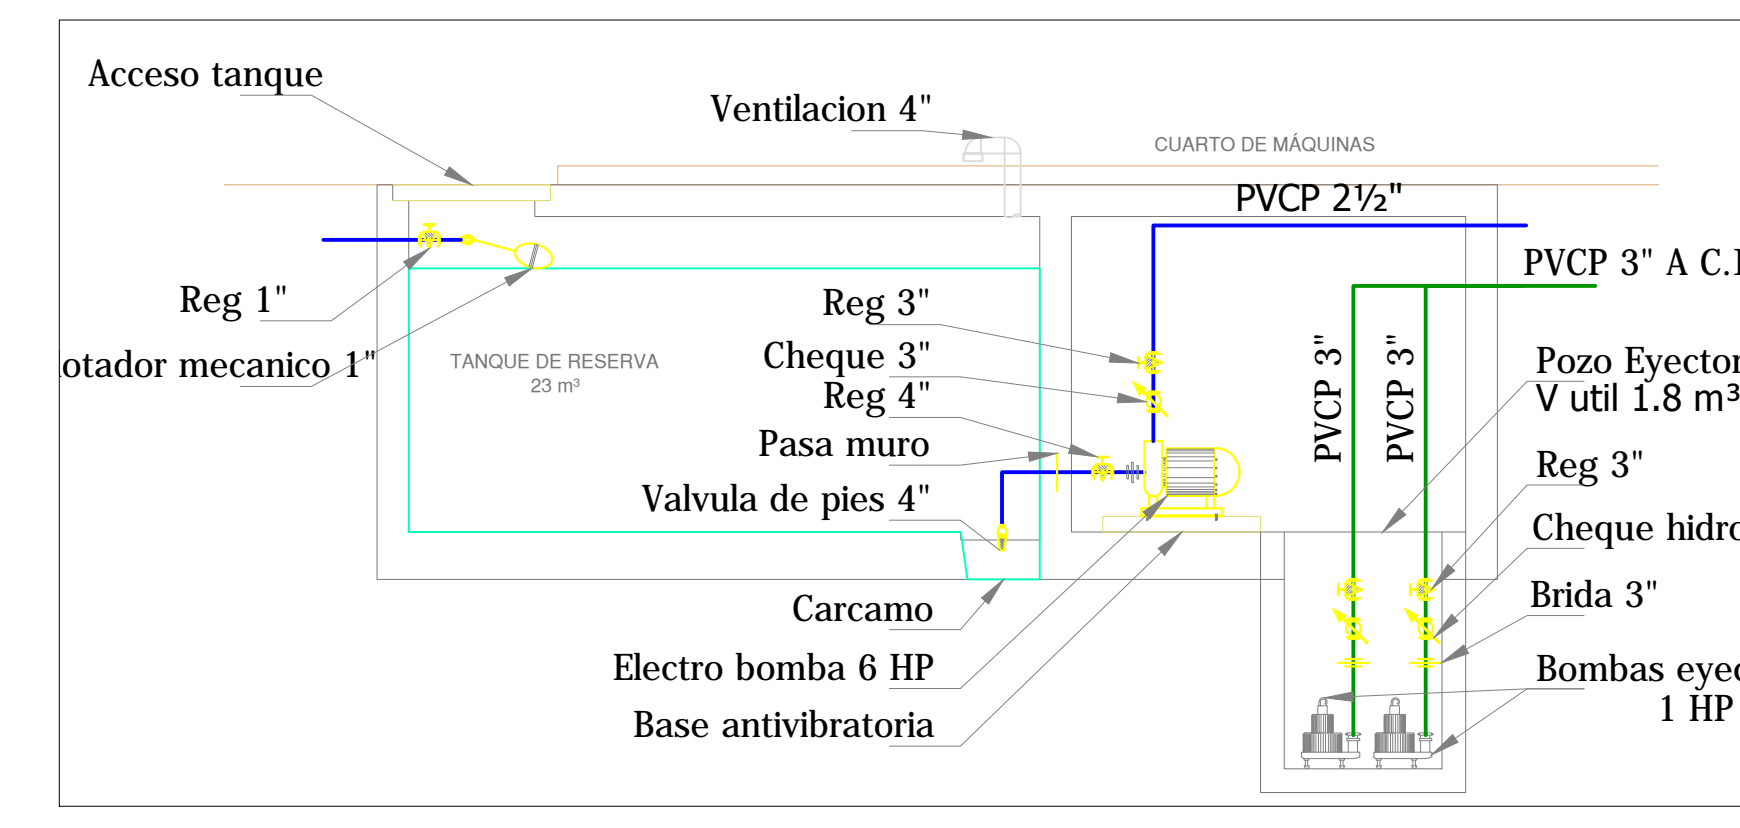 Acceso tanque
Ventilacion 4"
CUARTO DE MÁQUINAS
PVCP 2½"
PVCP 3" A C.
Reg 1"
Reg 3"
otador mecanico 1"
TANQUE DE RESERVA
23 m³
Cheque 3"
Reg 4"
PVCP 3"
PVCP 3"
Pozo Eyector
V util 1.8 m³
Pasa muro
Valvula de pies 4"
Reg 3"
Cheque hidro
Carcamo
Brida 3"
Electro bomba 6 HP
Base antivibratoria
Bombas eyec
1 HP